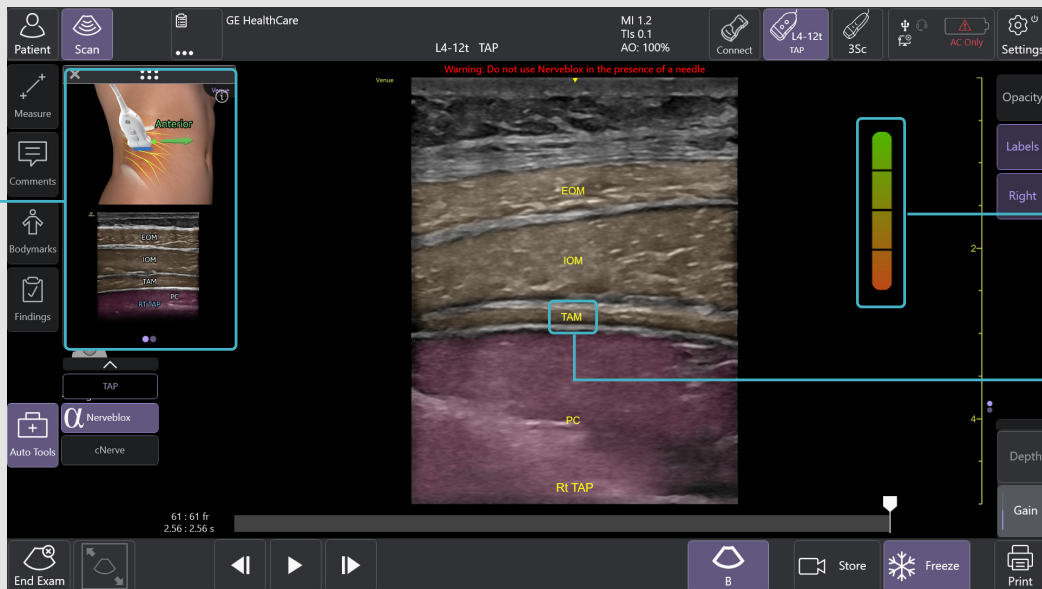 GE HealthCare
MI 1.2
TIs 0.1
AO: 100%
L4-12t TAP
Patient
Scan
Connect
L4-12t
TAP
3Sc
AC Only
Settings
Warning: Do not use Nerveblox in the presence of a needle
Venue
Measure
Comments
Bodymarks
Findings
Venue
Anterior
EOM
IOM
TAM
PC
Rt TAP
EOM
IOM
TAM
PC
Rt TAP
2
4
Opacity
Labels
Right
Depth
Gain
TAP
α Nerveblox
cNerve
Auto Tools
61 : 61 fr
2.56 : 2.56 s
End Exam
B
Store
Freeze
Print